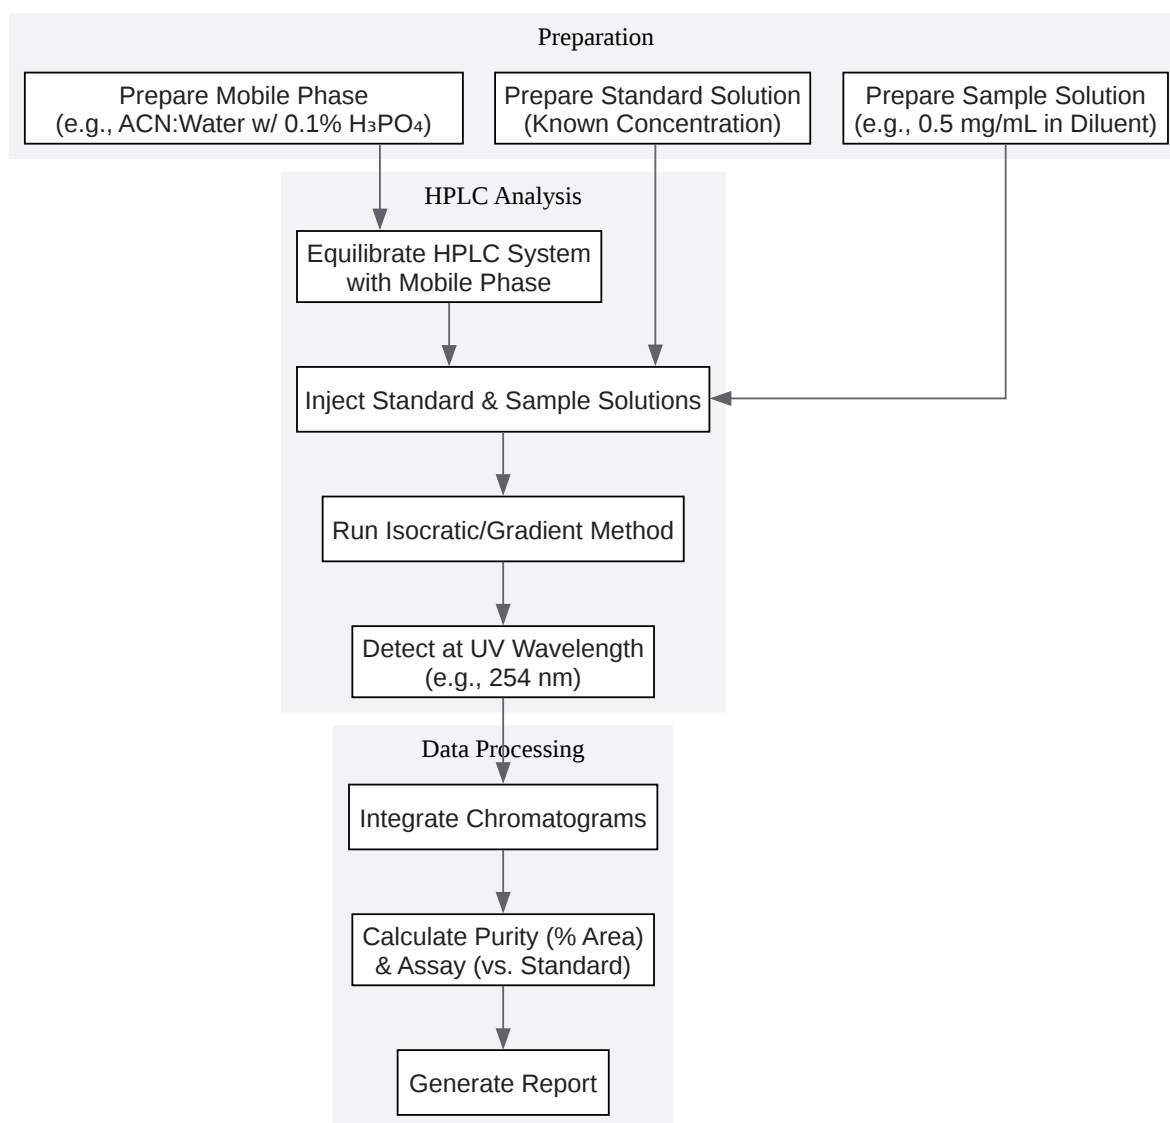 Preparation
Prepare Mobile Phase
(e.g., ACN:Water w/ 0.1% H₃PO₄)
Prepare Standard Solution
(Known Concentration)
Prepare Sample Solution
(e.g., 0.5 mg/mL in Diluent)
HPLC Analysis
Equilibrate HPLC System
with Mobile Phase
Inject Standard & Sample Solutions
Run Isocratic/Gradient Method
Detect at UV Wavelength
(e.g., 254 nm)
Data Processing
Integrate Chromatograms
Calculate Purity (% Area)
& Assay (vs. Standard)
Generate Report